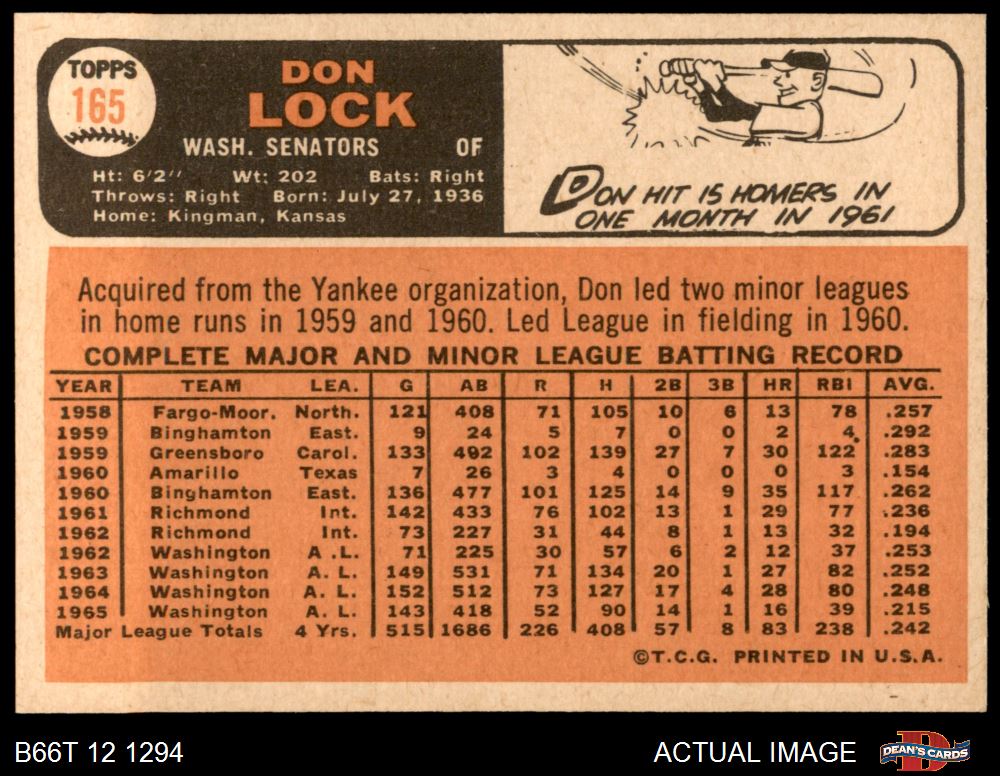 TOPPS
165
DON
LOCK
WASH. SENATORS OF
Ht: 6'2" Wt: 202 Bats: Right
Throws: Right Born: July 27, 1936
Home: Kingman, Kansas
DON HIT 15 HOMERS IN
ONE MONTH IN 1961
Acquired from the Yankee organization, Don led two minor leagues
in home runs in 1959 and 1960. Led League in fielding in 1960.
COMPLETE MAJOR AND MINOR LEAGUE BATTING RECORD
YEAR TEAM LEA. G AB R H 2B 3B HR RBI AVG.
1958 Fargo-Moor. North. 121 408 71 105 10 6 13 78 .257
1959 Binghamton East. 9 24 5 7 0 0 2 4 .292
1959 Greensboro Carol. 133 492 102 139 27 7 30 122 .283
1960 Amarillo Texas 7 26 3 4 0 0 0 3 .154
1960 Binghamton East. 136 477 101 125 14 9 35 117 .262
1961 Richmond Int. 142 433 76 102 13 1 29 77 .236
1962 Richmond Int. 73 227 31 44 8 1 13 32 .194
1962 Washington A .L. 71 225 30 57 6 2 12 37 .253
1963 Washington A. L. 149 531 71 134 20 1 27 82 .252
1964 Washington A. L. 152 512 73 127 17 4 28 80 .248
1965 Washington A. L. 143 418 52 90 14 1 16 39 .215
Major League Totals 4 Yrs. 515 1686 226 408 57 8 83 238 .242
©T.C.G. PRINTED IN U.S.A.
B66T 12 1294 ACTUAL IMAGE DEAN'S CARDS